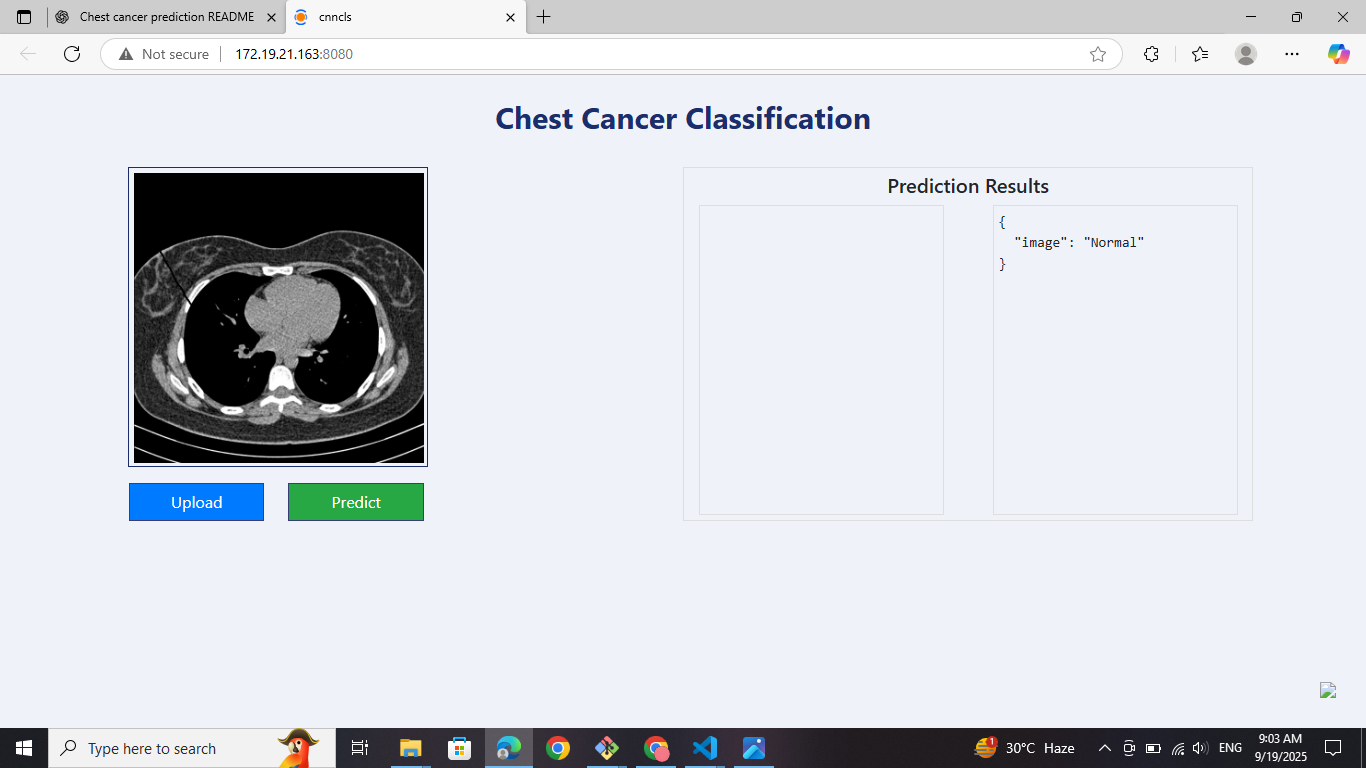 Chest cancer prediction README
cnncls
Not secure
172.19.21.163:8080
Chest Cancer Classification
Prediction Results
{
"image": "Normal"
}
Upload
Predict
Type here to search
1
30°C Haze
ENG
9:03 AM
9/19/2025